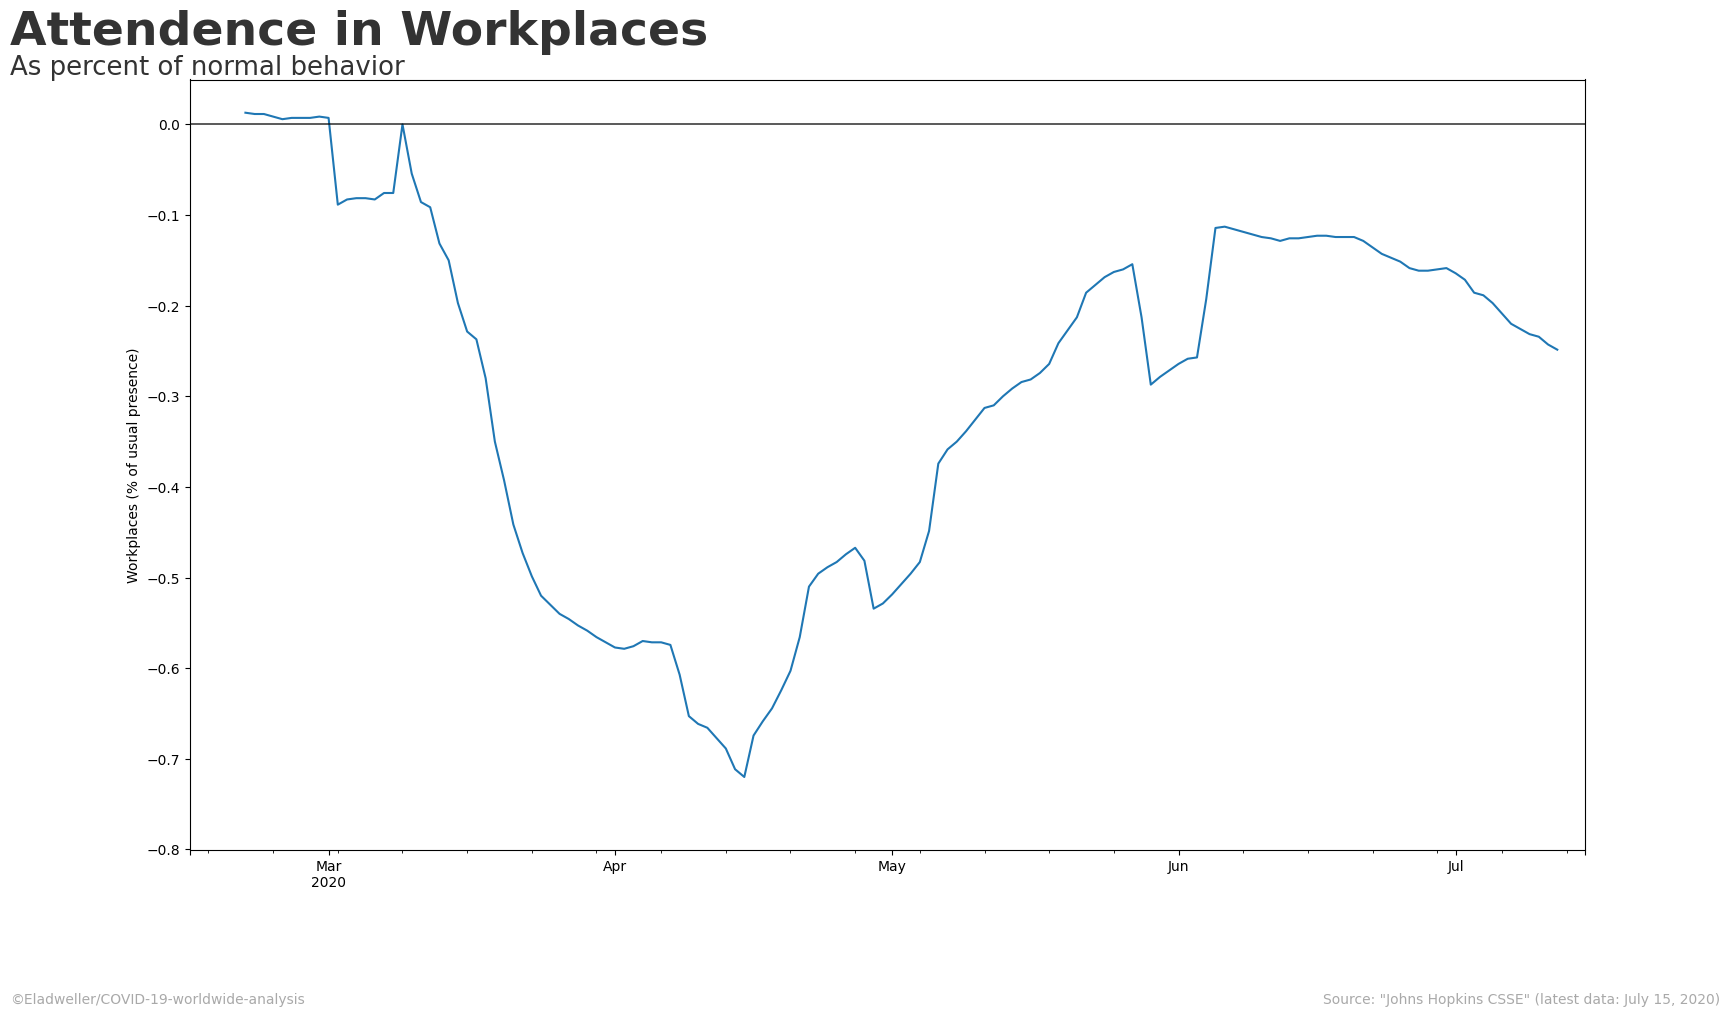 Attendence in Workplaces
As percent of normal behavior
0.0
−0.1
−0.2
−0.3
−0.4
−0.5
−0.6
−0.7
−0.8
Workplaces (% of usual presence)
Mar
2020
Apr
May
Jun
Jul
©Eladweller/COVID-19-worldwide-analysis
Source: "Johns Hopkins CSSE" (latest data: July 15, 2020)